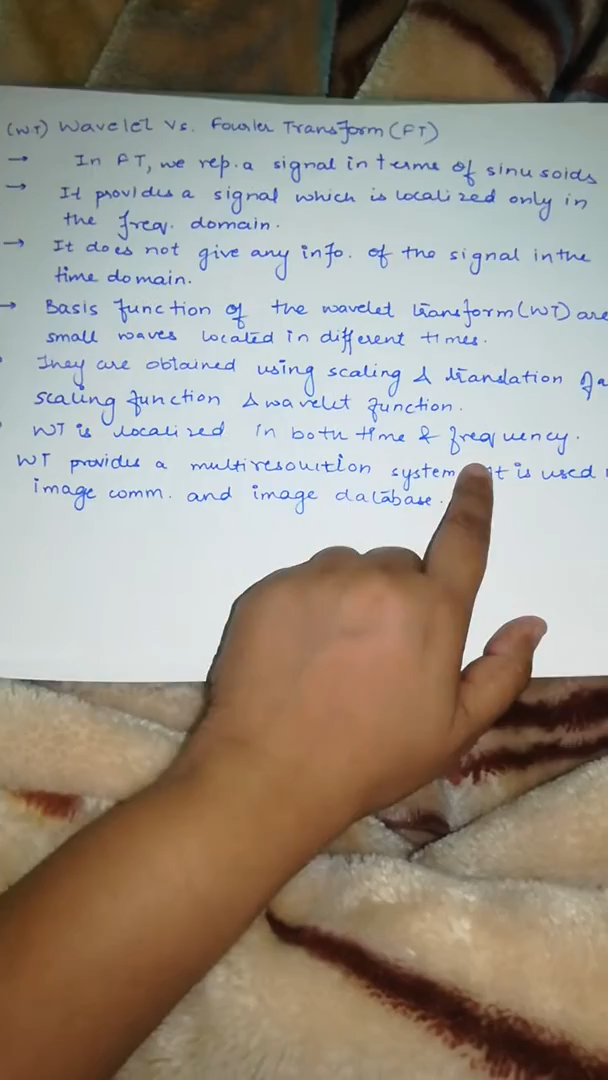 (WT) Wavelet Vs. Fourier Transform (FT)
→ In FT, we rep. a signal in terms of sinusoids
→ It provides a signal which is localized only in
the freq. domain.
→ It does not give any info. of the signal in the
time domain.
→ Basis function of the wavelet transform (WT) are
small waves located in different times.
They are obtained using scaling & translation of a
scaling function & wavelet function.
WT is localized in both time & frequency.
WT provides a multiresolution system. It is used
image comm. and image database.